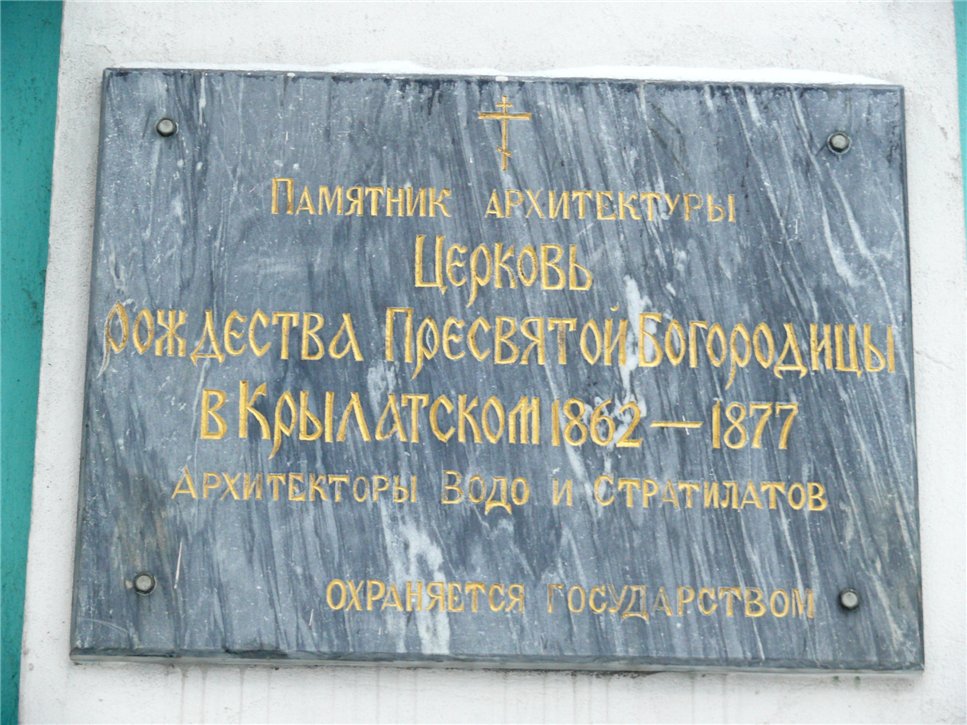 Памятник архитектуры
Церковь
Рождества Пресвятой Богородицы
в Крылатском 1862 — 1877
Архитекторы Водо и Стратилатов
охраняется государством